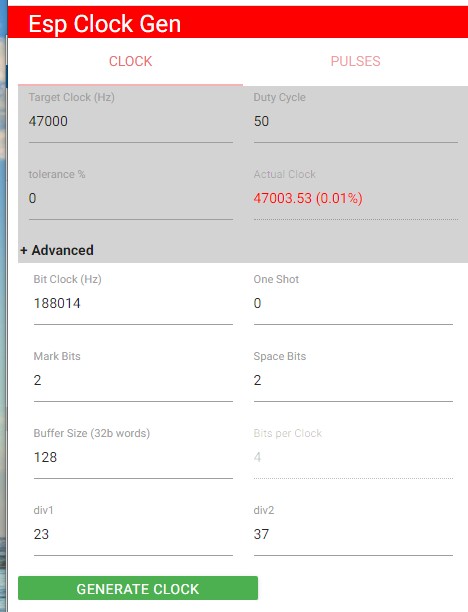 Esp Clock Gen
CLOCK PULSES
Target Clock (Hz) Duty Cycle
47000 50
tolerance % Actual Clock
0 47003.53 (0.01%)
+ Advanced
Bit Clock (Hz) One Shot
188014 0
Mark Bits Space Bits
2 2
Buffer Size (32b words) Bits per Clock
128 4
div1 div2
23 37
GENERATE CLOCK